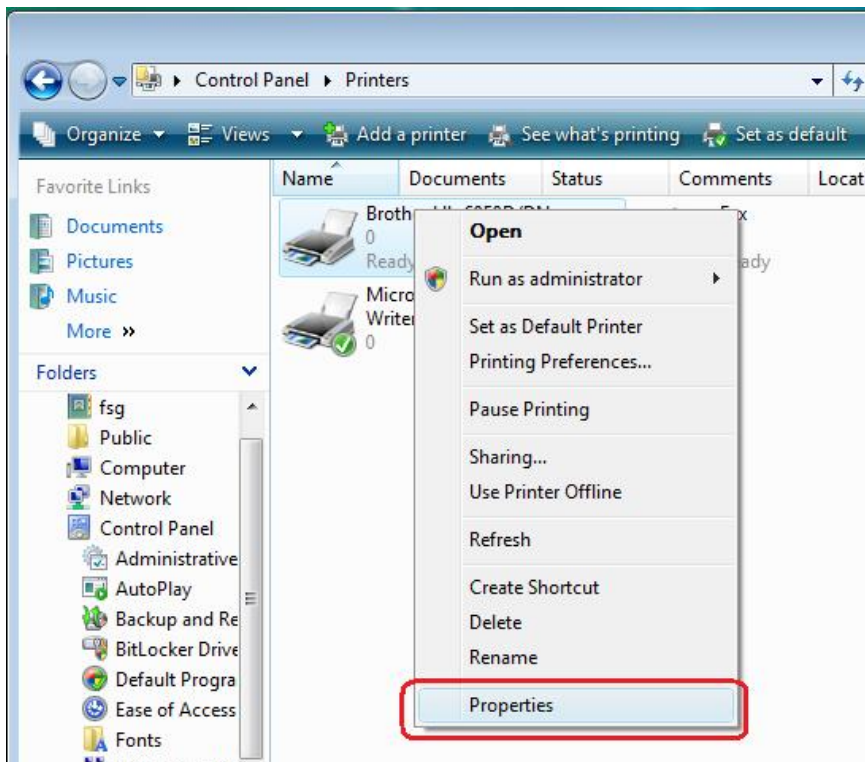 Control Panel Printers
Organize Views Add a printer See what's printing Set as default
Favorite Links
Documents
Pictures
Music
More »
Folders
fsg
Public
Computer
Network
Control Panel
Administrative
AutoPlay
Backup and Re
BitLocker Drive
Default Progra
Ease of Access
Fonts
Name Documents Status Comments Locat
Broth
0
Ready
Micro
Writer
0
ady
Open
Run as administrator
Set as Default Printer
Printing Preferences...
Pause Printing
Sharing...
Use Printer Offline
Refresh
Create Shortcut
Delete
Rename
Properties